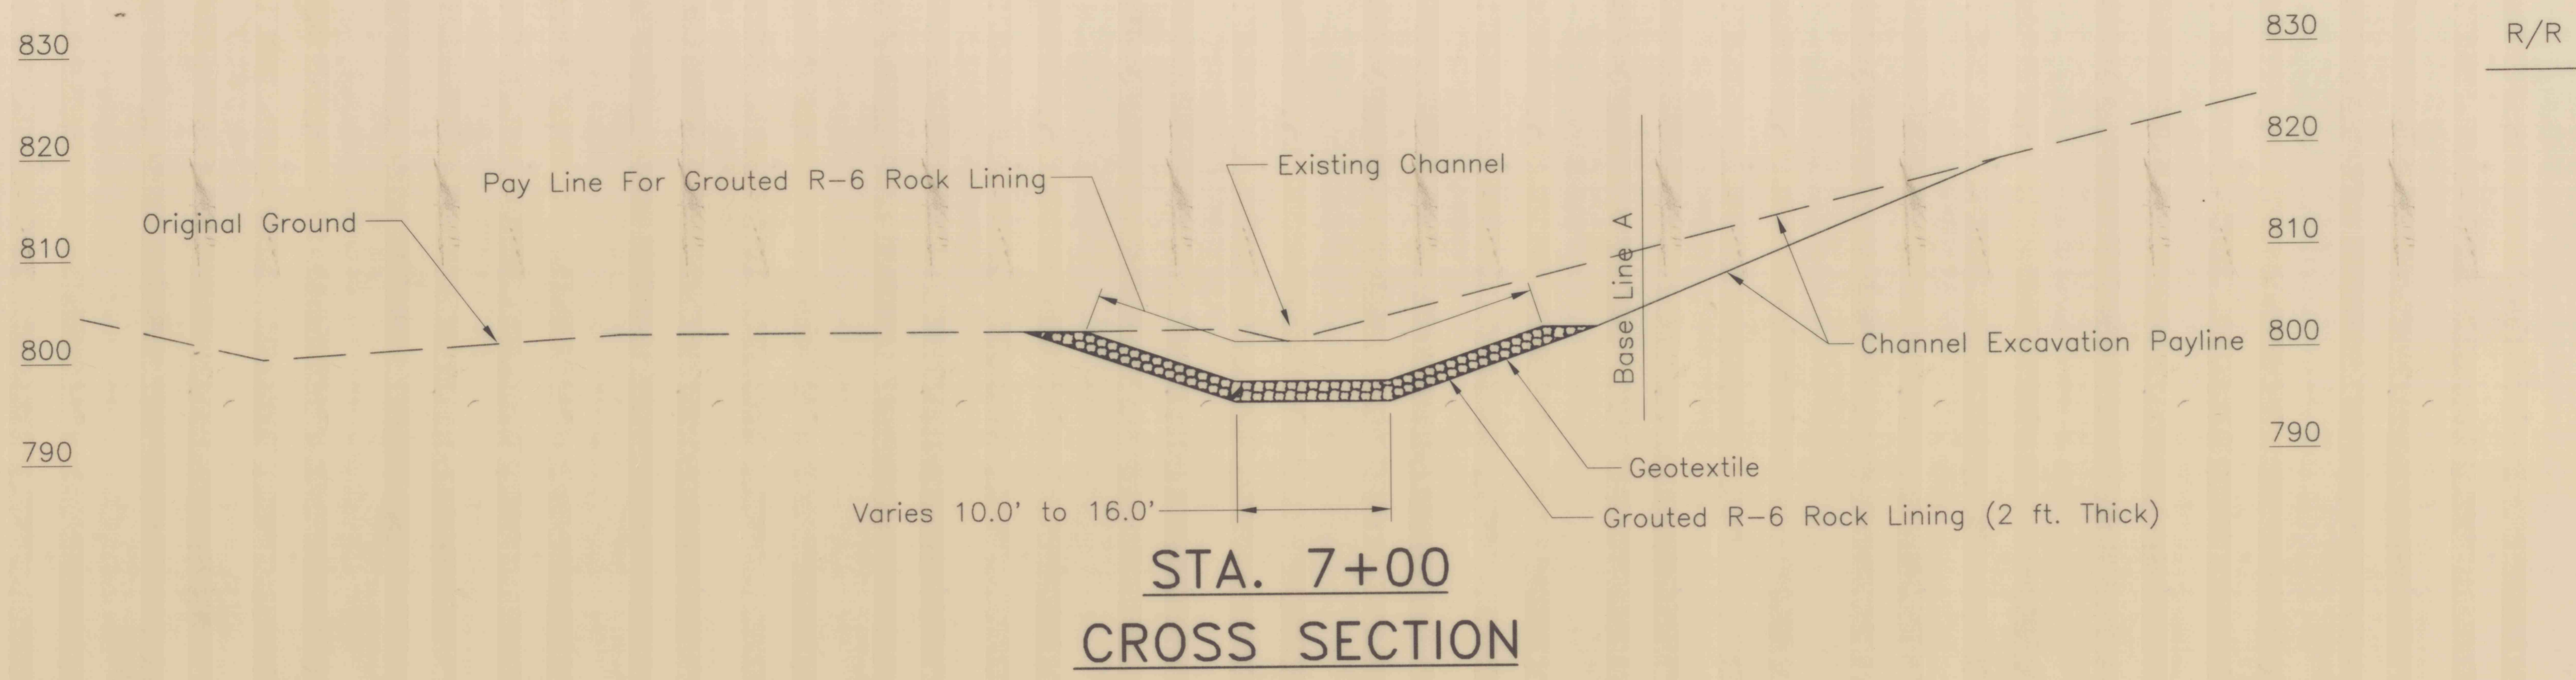 830
820
810
800
790
830
820
810
800
790
R/R
Pay Line For Grouted R-6 Rock Lining
Existing Channel
Original Ground
Base Line A
Channel Excavation Payline
Geotextile
Varies 10.0' to 16.0'
Grouted R-6 Rock Lining (2 ft. Thick)
STA. 7+00
CROSS SECTION